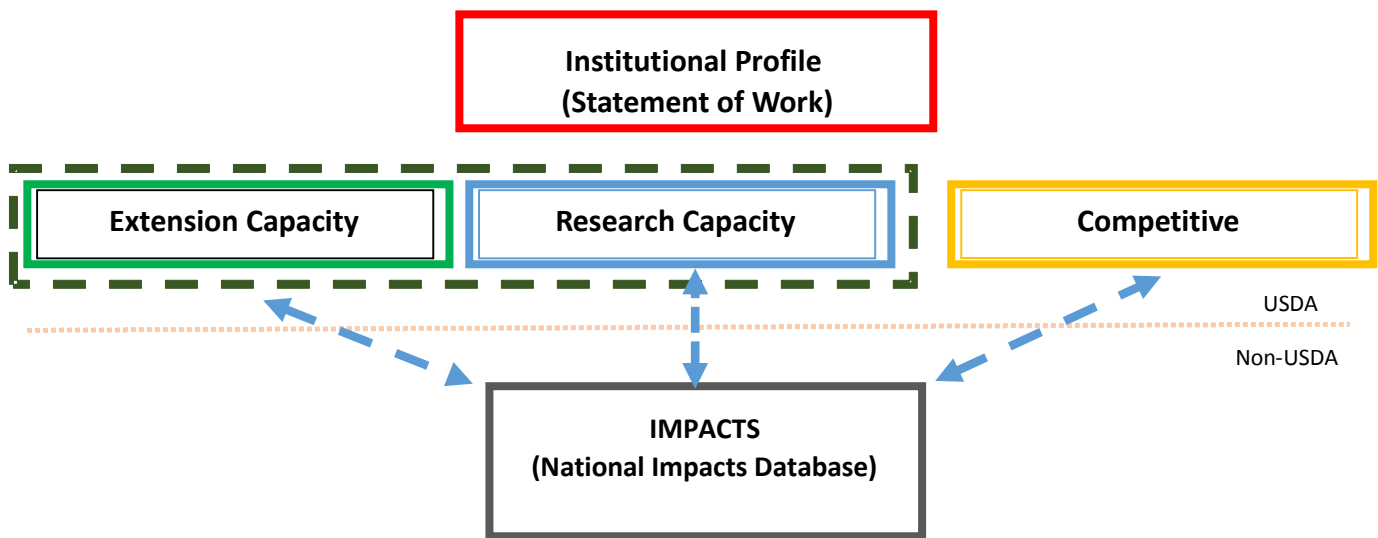 Institutional Profile
(Statement of Work)
Extension Capacity
Research Capacity
Competitive
USDA
Non-USDA
IMPACTS
(National Impacts Database)